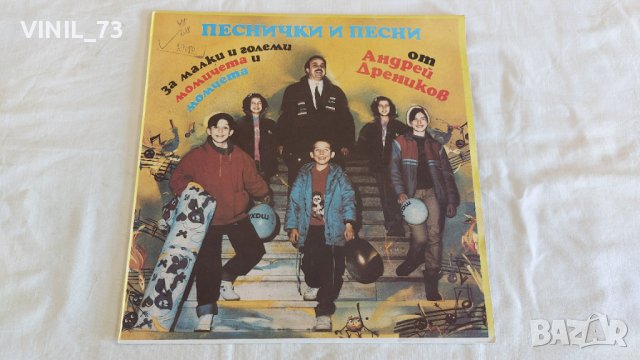 VINIL_73
ПЕСНИЧКИ И ПЕСНИ
За малки и големи
момичета и
момчета
от
Андрей
Дреников
BAZAR